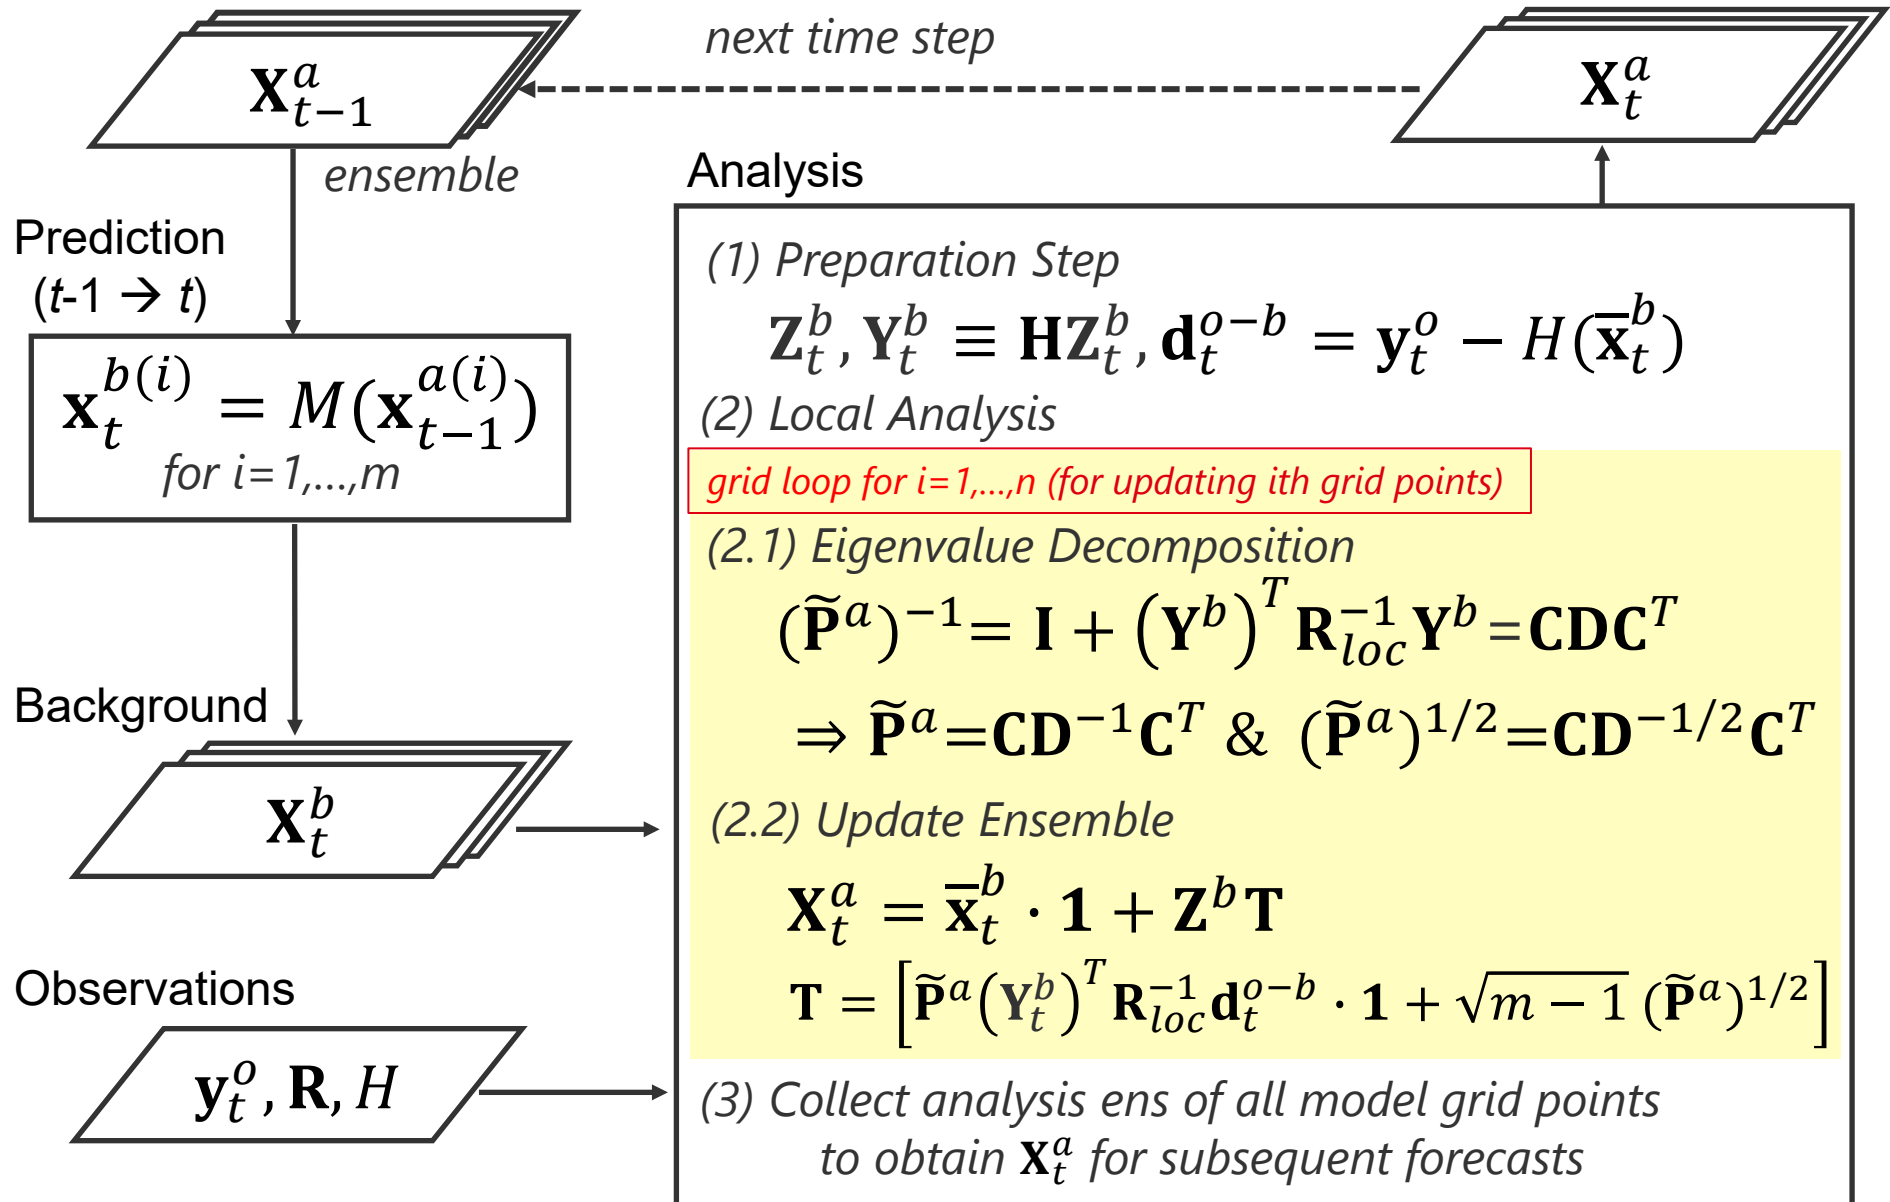 X^a_{t−1}
next time step
X^a_t
ensemble
Prediction
(t-1 → t)
x_t^{b(i)} = M(x_{t−1}^{a(i)})
for i=1,...,m
Background
X^b_t
Observations
y^o_t, R, H
Analysis
(1) Preparation Step
Z^b_t, Y^b_t ≡ HZ^b_t, d^{o−b}_t = y^o_t − H(x̅^b_t)
(2) Local Analysis
grid loop for i=1,...,n (for updating ith grid points)
(2.1) Eigenvalue Decomposition
(P̃^a)^{−1} = I + (Y^b)^T R^{−1}_{loc} Y^b = CDC^T
⇒ P̃^a = CD^{−1}C^T & (P̃^a)^{1/2} = CD^{−1/2}C^T
(2.2) Update Ensemble
X^a_t = x̅^b_t · 1 + Z^b T
T = [P̃^a (Y^b_t)^T R^{−1}_{loc} d^{o−b}_t · 1 + √(m − 1) (P̃^a)^{1/2}]
(3) Collect analysis ens of all model grid points
to obtain X^a_t for subsequent forecasts